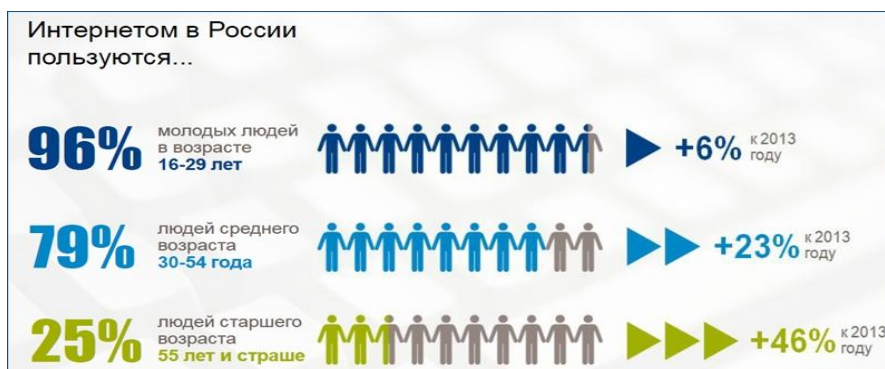 Интернетом в России
пользуются...
96%
молодых людей
в возрасте
16-29 лет
+6%
к 2013
году
79%
людей среднего
возраста
30-54 года
+23%
к 2013
году
25%
людей старшего
возраста
55 лет и страше
+46%
к 2013
году